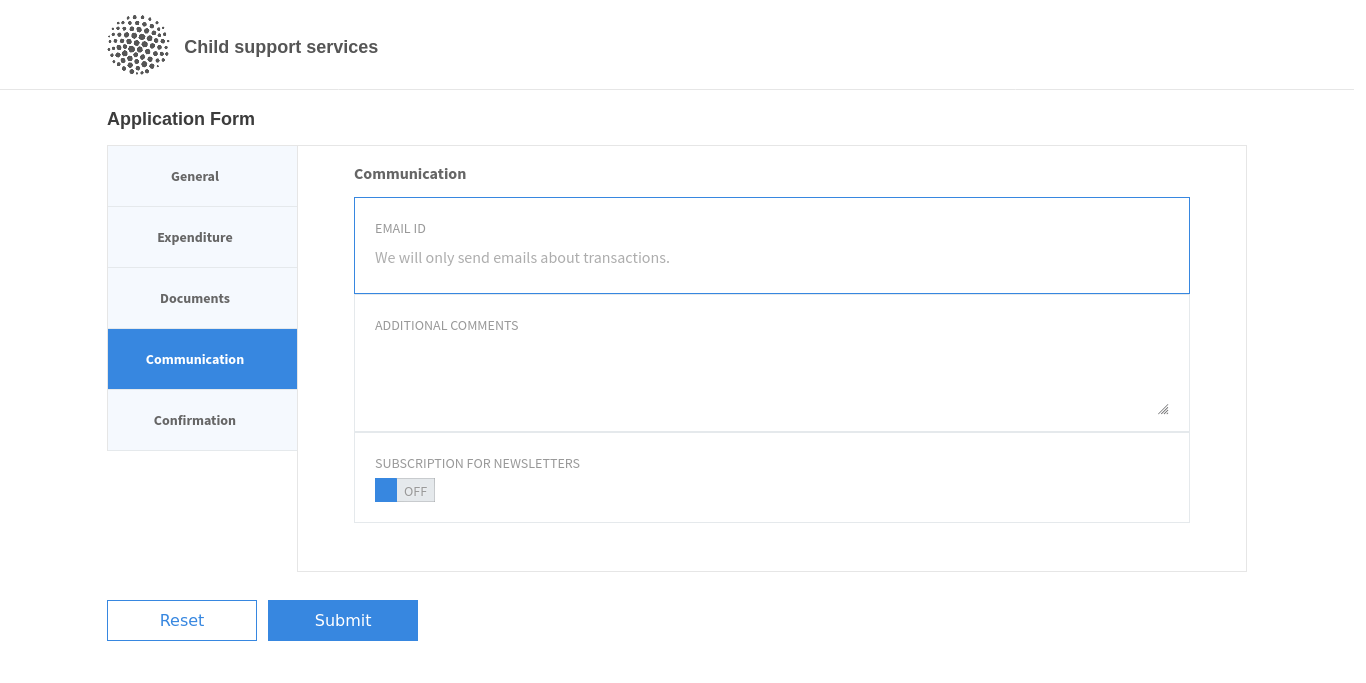 Child support services
Application Form
General
Expenditure
Documents
Communication
Confirmation
Communication
EMAIL ID
We will only send emails about transactions.
ADDITIONAL COMMENTS
SUBSCRIPTION FOR NEWSLETTERS
OFF
Reset
Submit